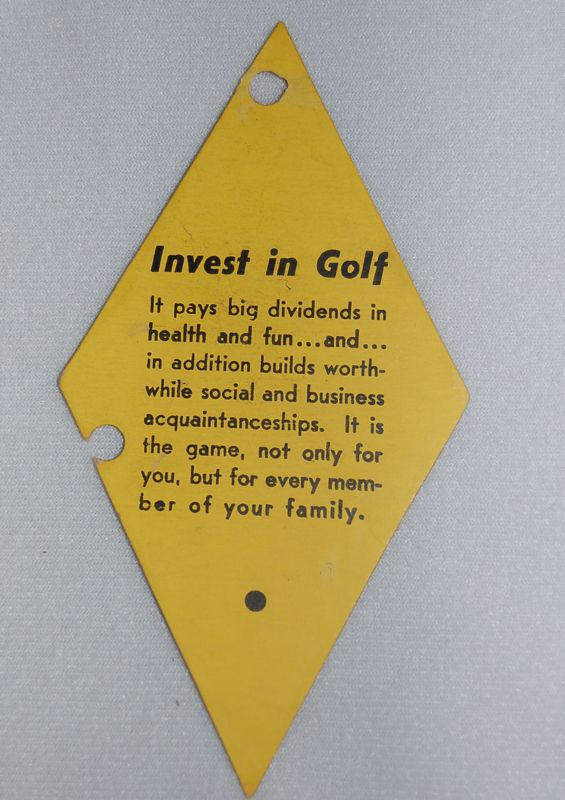 Invest in Golf
It pays big dividends in
health and fun...and...
in addition builds worth-
while social and business
acquaintanceships. It is
the game, not only for
you, but for every mem-
ber of your family.